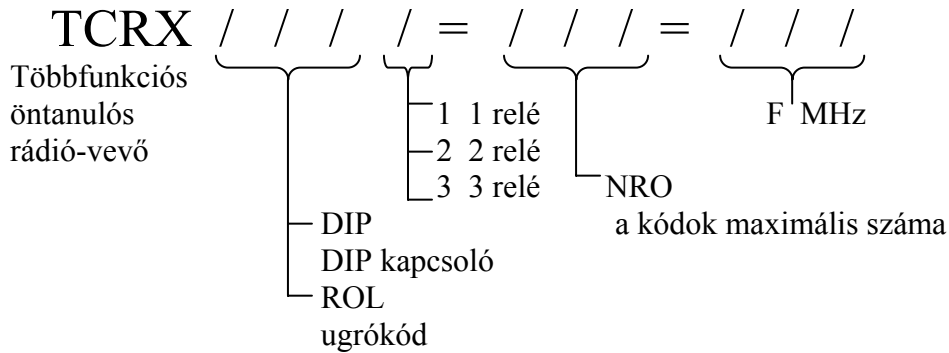 TCRX / / / / = / / / = / / /
Többfunkciós
öntanulós
rádió-vevő
1 1 relé
2 2 relé
3 3 relé
F MHz
NRO
a kódok maximális száma
DIP
DIP kapcsoló
ROL
ugrókód